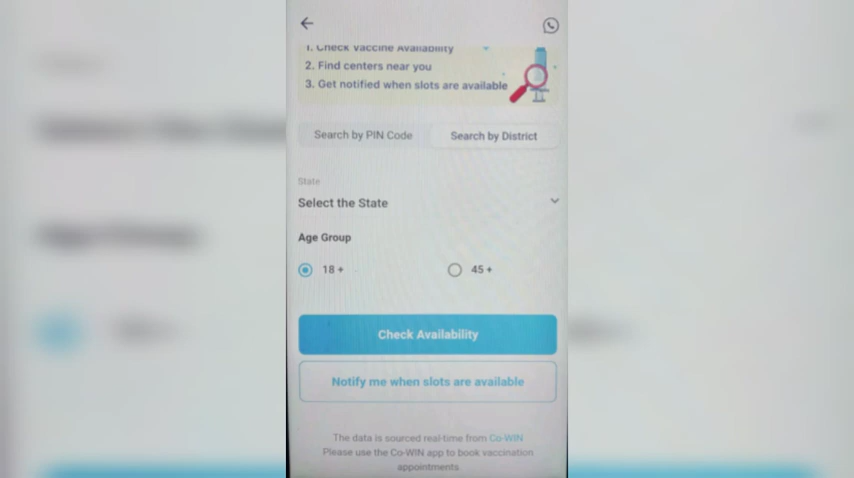 1. Check Vaccine Availability
2. Find centers near you
3. Get notified when slots are available
Search by PIN Code
Search by District
State
Select the State
Age Group
18 +
45 +
Check Availability
Notify me when slots are available
The data is sourced real-time from Co-WIN
Please use the Co-WIN app to book vaccination
appointments